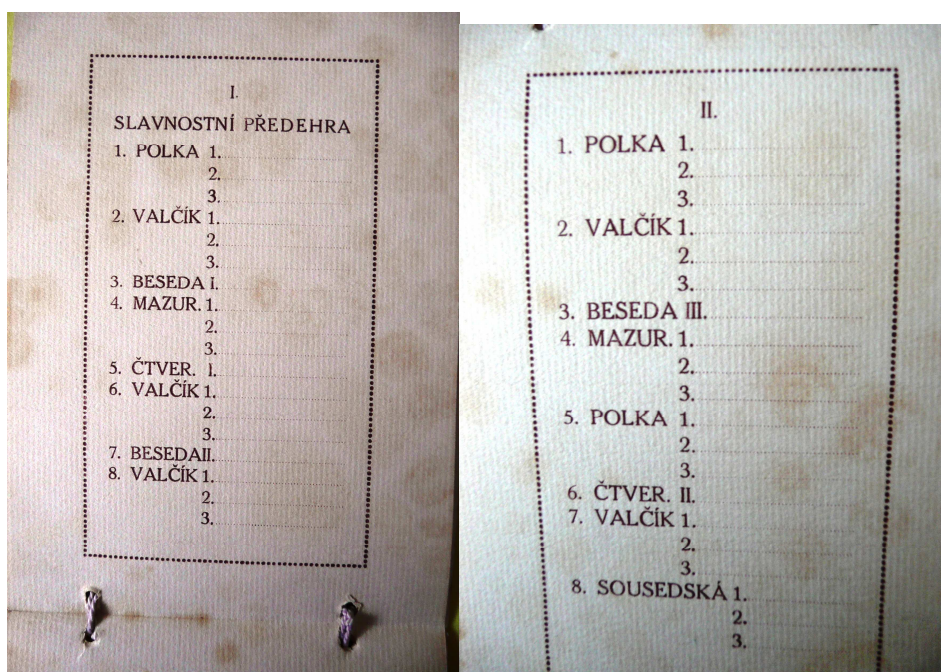 I.
SLAVNOSTNÍ PŘEDEHRA
1. POLKA 1.
2.
3.
2. VALČÍK 1.
2.
3.
3. BESEDA I.
4. MAZUR. 1.
2.
3.
5. ČTVER. I.
6. VALČÍK 1.
2.
3.
7. BESEDA II.
8. VALČÍK 1.
2.
3.
II.
1. POLKA 1.
2.
3.
2. VALČÍK 1.
2.
3.
3. BESEDA III.
4. MAZUR. 1.
2.
3.
5. POLKA 1.
2.
3.
6. ČTVER. II.
7. VALČÍK 1.
2.
3.
8. SOUSEDSKÁ 1.
2.
3.